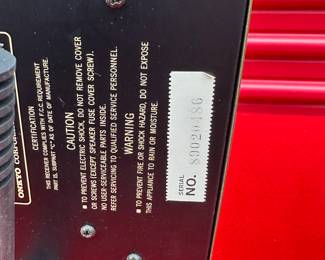 ONKYO CORPOR
CERTIFICATION
THIS RECEIVER COMPLIES WITH F.C.C. REQUIREMENT
PART 15, SUBPART "C" AS OF DATE OF MANUFACTURE.
CAUTION
■ TO PREVENT ELECTRIC SHOCK, DO NOT REMOVE COVER
OR SCREWS (EXCEPT SPEAKER FUSE COVER SCREW).
NO USER-SERVICEABLE PARTS INSIDE.
REFER SERVICING TO QUALIFIED SERVICE PERSONNEL.
WARNING
■ TO PREVENT FIRE OR SHOCK HAZARD, DO NOT EXPOSE
THIS APPLIANCE TO RAIN OR MOISTURE.
SERIAL
NO.